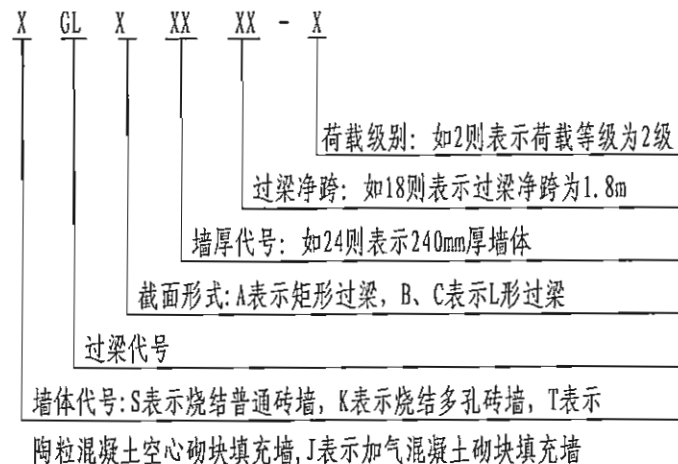 X GL X XX XX - X
荷载级别: 如2则表示荷载等级为2级
过梁净跨: 如18则表示过梁净跨为1.8m
墙厚代号: 如24则表示240mm厚墙体
截面形式:A表示矩形过梁, B、C表示L形过梁
过梁代号
墙体代号:S表示烧结普通砖墙, K表示烧结多孔砖墙, T表示
陶粒混凝土空心砌块填充墙,J表示加气混凝土砌块填充墙